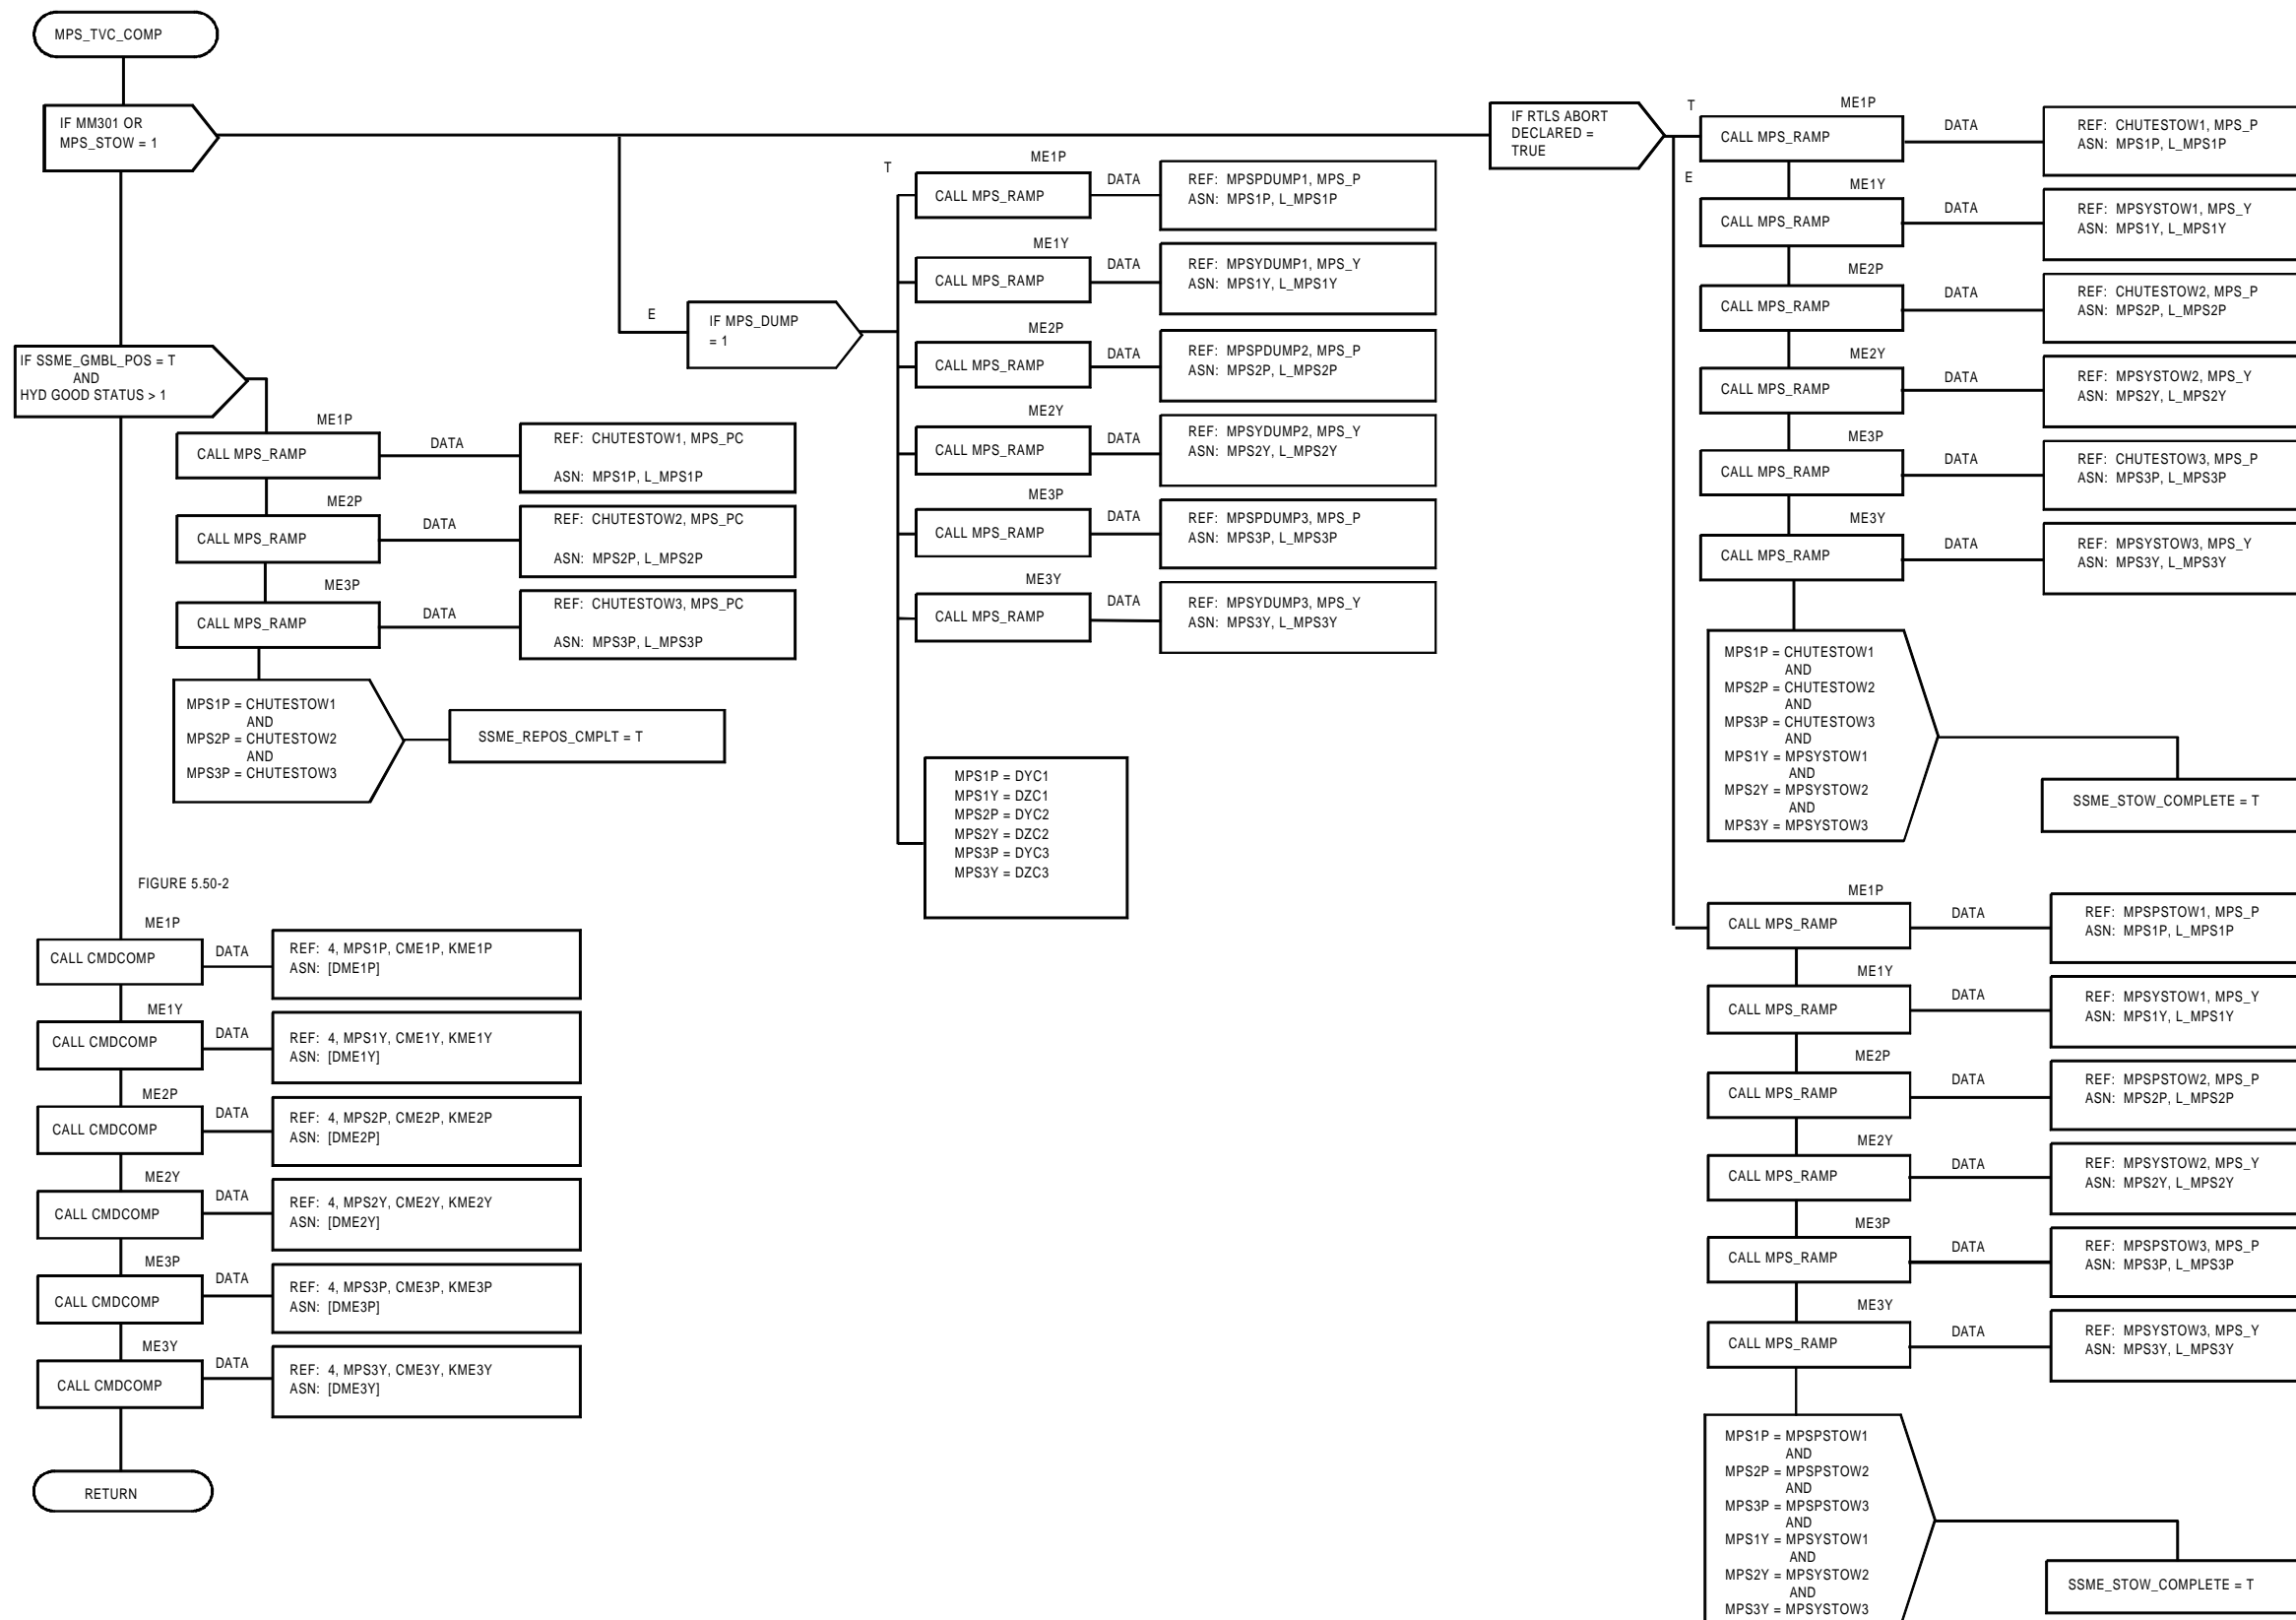 MPS_TVC_COMP
IF MM301 OR
MPS_STOW = 1
IF SSME_GMBL_POS = T
AND
HYD GOOD STATUS > 1
ME1P
CALL MPS_RAMP
DATA
REF: CHUTESTOW1, MPS_PC
ASN: MPS1P, L_MPS1P
ME2P
CALL MPS_RAMP
DATA
REF: CHUTESTOW2, MPS_PC
ASN: MPS2P, L_MPS2P
ME3P
CALL MPS_RAMP
DATA
REF: CHUTESTOW3, MPS_PC
ASN: MPS3P, L_MPS3P
MPS1P = CHUTESTOW1
AND
MPS2P = CHUTESTOW2
AND
MPS3P = CHUTESTOW3
SSME_REPOS_CMPLT = T
FIGURE 5.50-2
ME1P
CALL CMDCOMP
DATA
REF: 4, MPS1P, CME1P, KME1P
ASN: [DME1P]
ME1Y
CALL CMDCOMP
DATA
REF: 4, MPS1Y, CME1Y, KME1Y
ASN: [DME1Y]
ME2P
CALL CMDCOMP
DATA
REF: 4, MPS2P, CME2P, KME2P
ASN: [DME2P]
ME2Y
CALL CMDCOMP
DATA
REF: 4, MPS2Y, CME2Y, KME2Y
ASN: [DME2Y]
ME3P
CALL CMDCOMP
DATA
REF: 4, MPS3P, CME3P, KME3P
ASN: [DME3P]
ME3Y
CALL CMDCOMP
DATA
REF: 4, MPS3Y, CME3Y, KME3Y
ASN: [DME3Y]
RETURN
E
IF MPS_DUMP
= 1
T
ME1P
CALL MPS_RAMP
DATA
REF: MPSPDUMP1, MPS_P
ASN: MPS1P, L_MPS1P
ME1Y
CALL MPS_RAMP
DATA
REF: MPSYDUMP1, MPS_Y
ASN: MPS1Y, L_MPS1Y
ME2P
CALL MPS_RAMP
DATA
REF: MPSPDUMP2, MPS_P
ASN: MPS2P, L_MPS2P
ME2Y
CALL MPS_RAMP
DATA
REF: MPSYDUMP2, MPS_Y
ASN: MPS2Y, L_MPS2Y
ME3P
CALL MPS_RAMP
DATA
REF: MPSPDUMP3, MPS_P
ASN: MPS3P, L_MPS3P
ME3Y
CALL MPS_RAMP
DATA
REF: MPSYDUMP3, MPS_Y
ASN: MPS3Y, L_MPS3Y
MPS1P = DYC1
MPS1Y = DZC1
MPS2P = DYC2
MPS2Y = DZC2
MPS3P = DYC3
MPS3Y = DZC3
IF RTLS ABORT
DECLARED =
TRUE
T
E
ME1P
CALL MPS_RAMP
DATA
REF: CHUTESTOW1, MPS_P
ASN: MPS1P, L_MPS1P
ME1Y
CALL MPS_RAMP
DATA
REF: MPSYSTOW1, MPS_Y
ASN: MPS1Y, L_MPS1Y
ME2P
CALL MPS_RAMP
DATA
REF: CHUTESTOW2, MPS_P
ASN: MPS2P, L_MPS2P
ME2Y
CALL MPS_RAMP
DATA
REF: MPSYSTOW2, MPS_Y
ASN: MPS2Y, L_MPS2Y
ME3P
CALL MPS_RAMP
DATA
REF: CHUTESTOW3, MPS_P
ASN: MPS3P, L_MPS3P
ME3Y
CALL MPS_RAMP
DATA
REF: MPSYSTOW3, MPS_Y
ASN: MPS3Y, L_MPS3Y
MPS1P = CHUTESTOW1
AND
MPS2P = CHUTESTOW2
AND
MPS3P = CHUTESTOW3
AND
MPS1Y = MPSYSTOW1
AND
MPS2Y = MPSYSTOW2
AND
MPS3Y = MPSYSTOW3
SSME_STOW_COMPLETE = T
ME1P
CALL MPS_RAMP
DATA
REF: MPSPSTOW1, MPS_P
ASN: MPS1P, L_MPS1P
ME1Y
CALL MPS_RAMP
DATA
REF: MPSYSTOW1, MPS_Y
ASN: MPS1Y, L_MPS1Y
ME2P
CALL MPS_RAMP
DATA
REF: MPSPSTOW2, MPS_P
ASN: MPS2P, L_MPS2P
ME2Y
CALL MPS_RAMP
DATA
REF: MPSYSTOW2, MPS_Y
ASN: MPS2Y, L_MPS2Y
ME3P
CALL MPS_RAMP
DATA
REF: MPSPSTOW3, MPS_P
ASN: MPS3P, L_MPS3P
ME3Y
CALL MPS_RAMP
DATA
REF: MPSYSTOW3, MPS_Y
ASN: MPS3Y, L_MPS3Y
MPS1P = MPSPSTOW1
AND
MPS2P = MPSPSTOW2
AND
MPS3P = MPSPSTOW3
AND
MPS1Y = MPSYSTOW1
AND
MPS2Y = MPSYSTOW2
AND
MPS3Y = MPSYSTOW3
SSME_STOW_COMPLETE = T